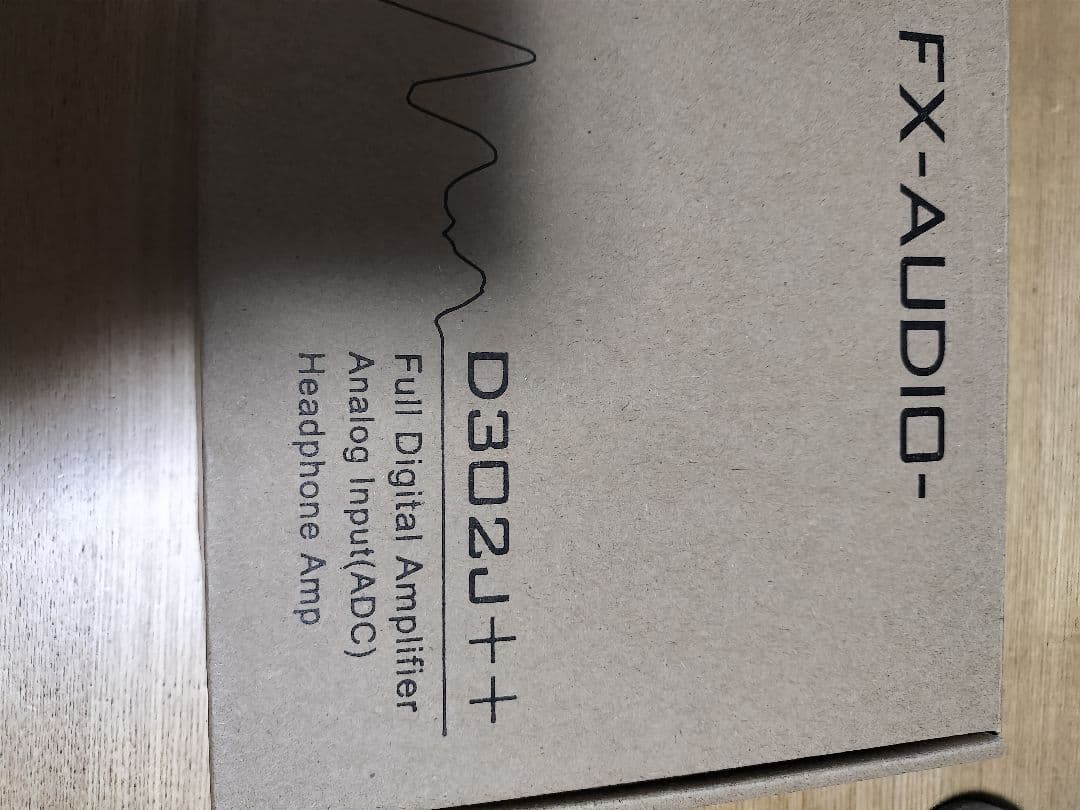 FX-AUDIO-
D302J++
Full Digital Amplifier
Analog Input(ADC)
Headphone Amp